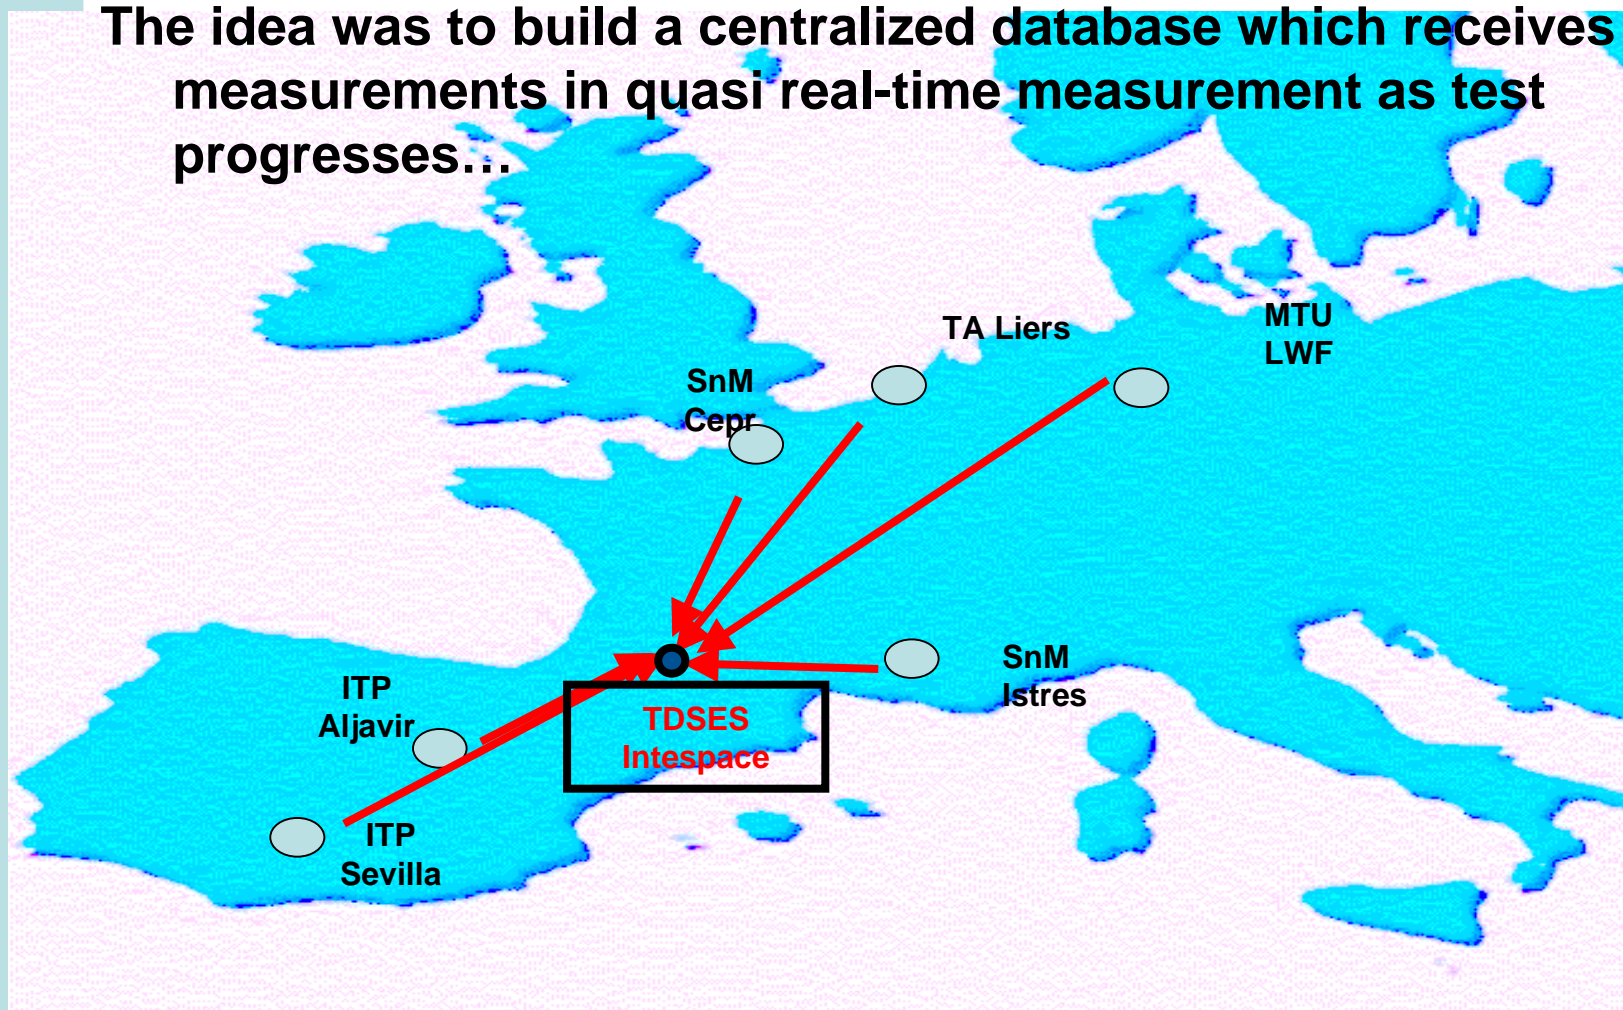 The idea was to build a centralized database which receives
measurements in quasi real-time measurement as test
progresses…
TA Liers
MTU
LWF
SnM
Cepr
SnM
Istres
ITP
Aljavir
TDSES
Intespace
ITP
Sevilla